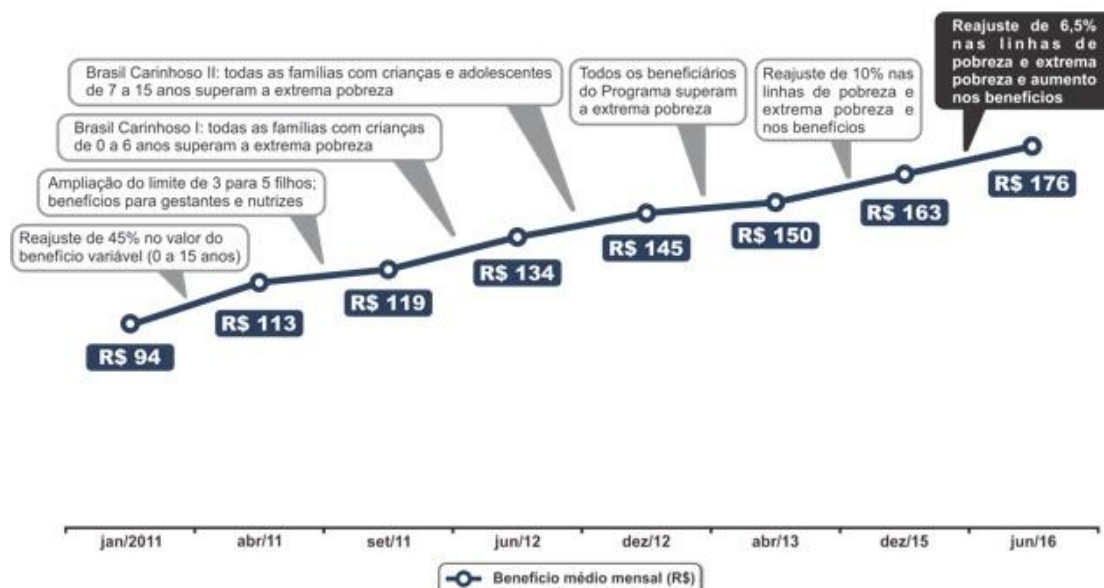 Reajuste de 6,5%
nas linhas de
pobreza e extrema
pobreza e aumento
nos benefícios
Brasil Carinhoso II: todas as famílias com crianças e adolescentes
de 7 a 15 anos superam a extrema pobreza
Todos os beneficiários
do Programa superam
a extrema pobreza
Reajuste de 10% nas
linhas de pobreza e
extrema pobreza e
nos benefícios
Brasil Carinhoso I: todas as famílias com crianças
de 0 a 6 anos superam a extrema pobreza
Ampliação do limite de 3 para 5 filhos;
benefícios para gestantes e nutrizes
Reajuste de 45% no valor do
benefício variável (0 a 15 anos)
R$ 94
R$ 113
R$ 119
R$ 134
R$ 145
R$ 150
R$ 163
R$ 176
jan/2011
abr/11
set/11
jun/12
dez/12
abr/13
dez/15
jun/16
Benefício médio mensal (R$)